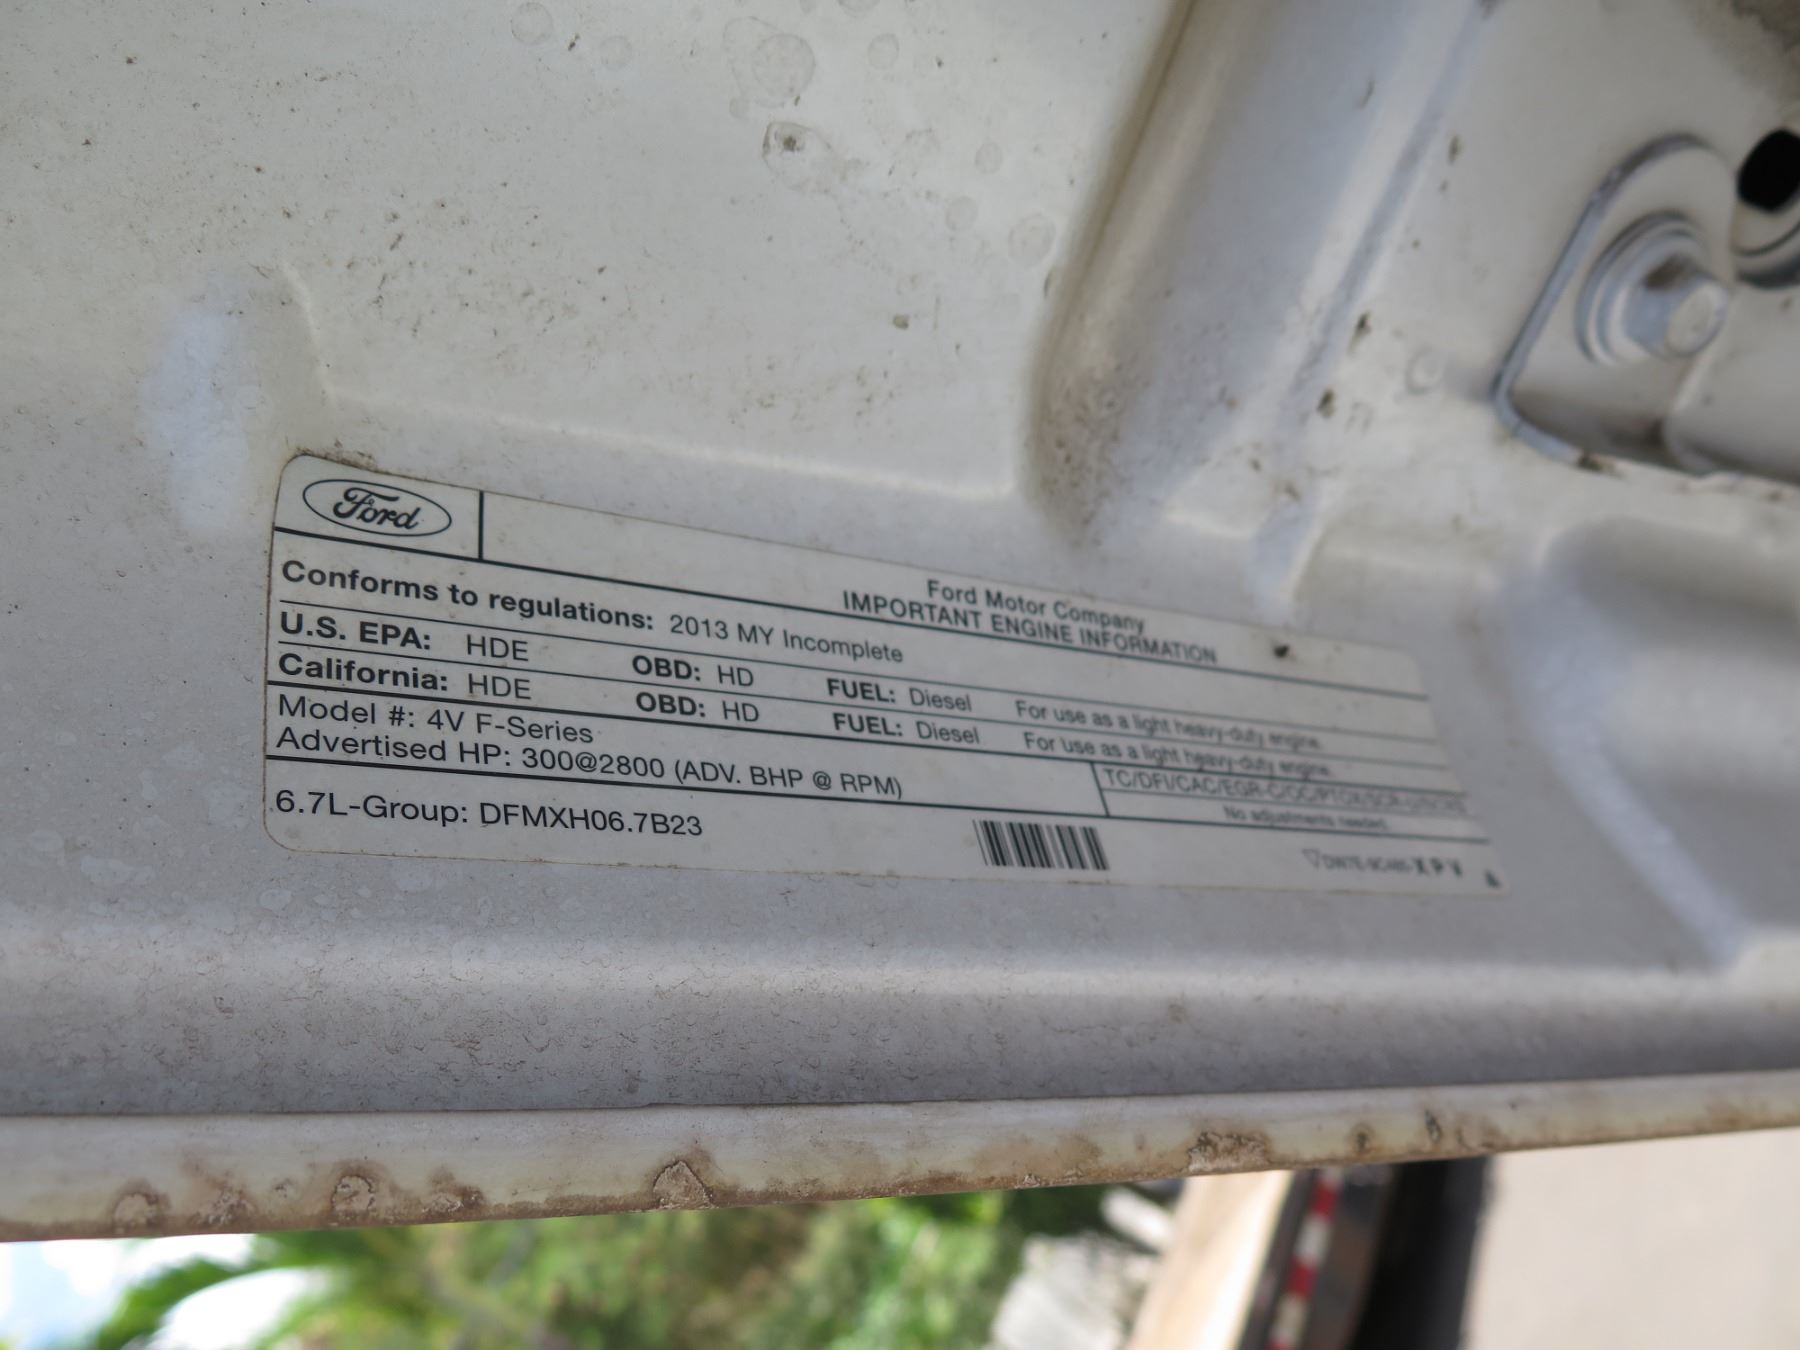 Ford
Ford Motor Company
IMPORTANT ENGINE INFORMATION
Conforms to regulations: 2013 MY Incomplete
U.S. EPA: HDE OBD: HD FUEL: Diesel For use as a light heavy-duty engine.
California: HDE OBD: HD FUEL: Diesel For use as a light heavy-duty engine.
Model #: 4V F-Series
Advertised HP: 300@2800 (ADV. BHP @ RPM)
No adjustments needed.
6.7L-Group: DFMXH06.7B23